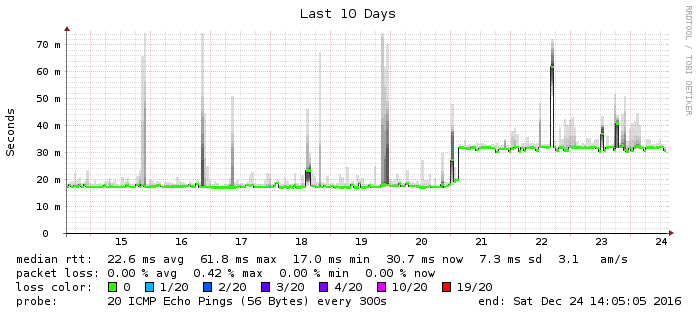 Last 10 Days
RRDTOOL / TOBI OETIKER
Seconds
70 m
60 m
50 m
40 m
30 m
20 m
10 m
0
15 16 17 18 19 20 21 22 23 24
median rtt: 22.6 ms avg 61.8 ms max 17.0 ms min 30.7 ms now 7.3 ms sd 3.1 am/s
packet loss: 0.00 % avg 0.42 % max 0.00 % min 0.00 % now
loss color: 0 1/20 2/20 3/20 4/20 10/20 19/20
probe: 20 ICMP Echo Pings (56 Bytes) every 300s end: Sat Dec 24 14:05:05 2016